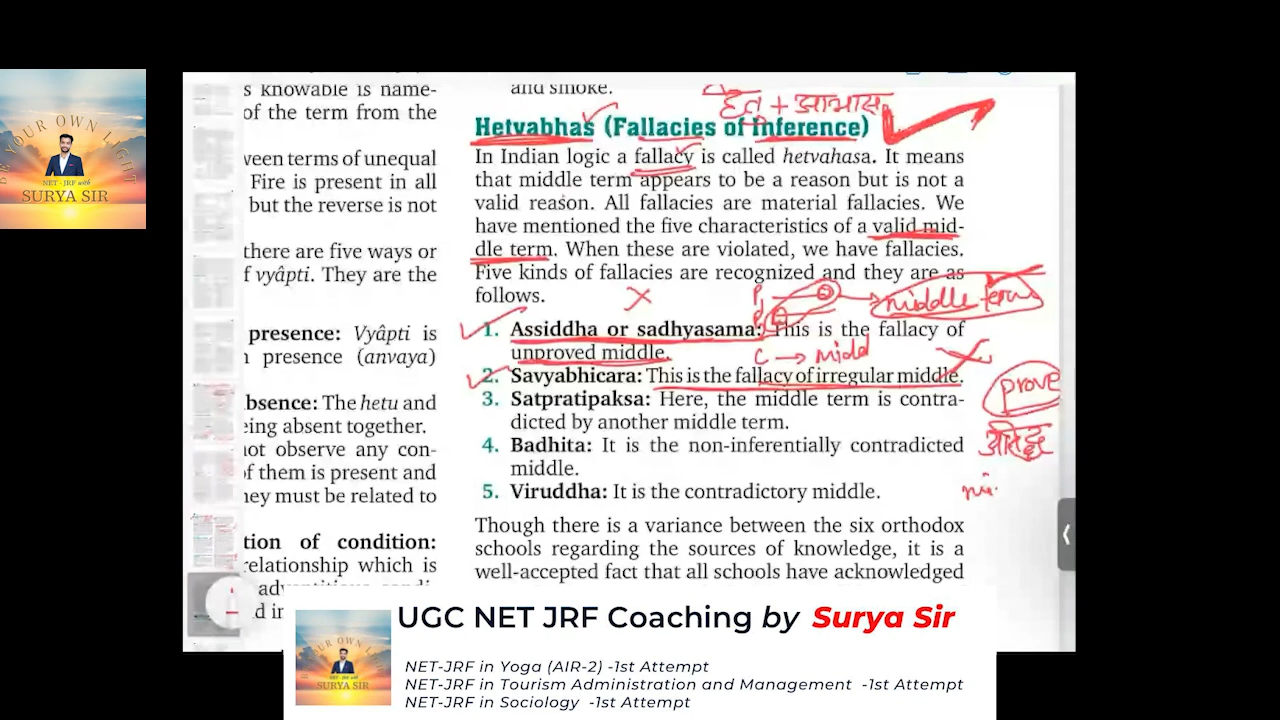 s knowable is name-
of the term from the
ween terms of unequal
Fire is present in all
but the reverse is not
there are five ways or
f vyâpti. They are the
presence: Vyâpti is
presence (anvaya)
bsence: The hetu and
eing absent together.
not observe any con-
f them is present and
hey must be related to
tion of condition:
relationship which is
d in
and smoke.
हेतु + आभास
Hetvabhas (Fallacies of Inference)
In Indian logic a fallacy is called hetvahasa. It means
that middle term appears to be a reason but is not a
valid reason. All fallacies are material fallacies. We
have mentioned the five characteristics of a valid mid-
dle term. When these are violated, we have fallacies.
Five kinds of fallacies are recognized and they are as
follows.
middle term
1. Assiddha or sadhyasama: This is the fallacy of
unproved middle.
C → midd
2. Savyabhicara: This is the fallacy of irregular middle.
prove
3. Satpratipaksa: Here, the middle term is contra-
dicted by another middle term.
असिद्ध
4. Badhita: It is the non-inferentially contradicted
middle.
5. Viruddha: It is the contradictory middle.
Though there is a variance between the six orthodox
schools regarding the sources of knowledge, it is a
well-accepted fact that all schools have acknowledged
BE YOUR OWN LIGHT
NET - JRF with
SURYA SIR
UGC NET JRF Coaching by Surya Sir
NET-JRF in Yoga (AIR-2) -1st Attempt
NET-JRF in Tourism Administration and Management -1st Attempt
NET-JRF in Sociology -1st Attempt
YOUR OWN LIGHT
NET - JRF with
SURYA SIR